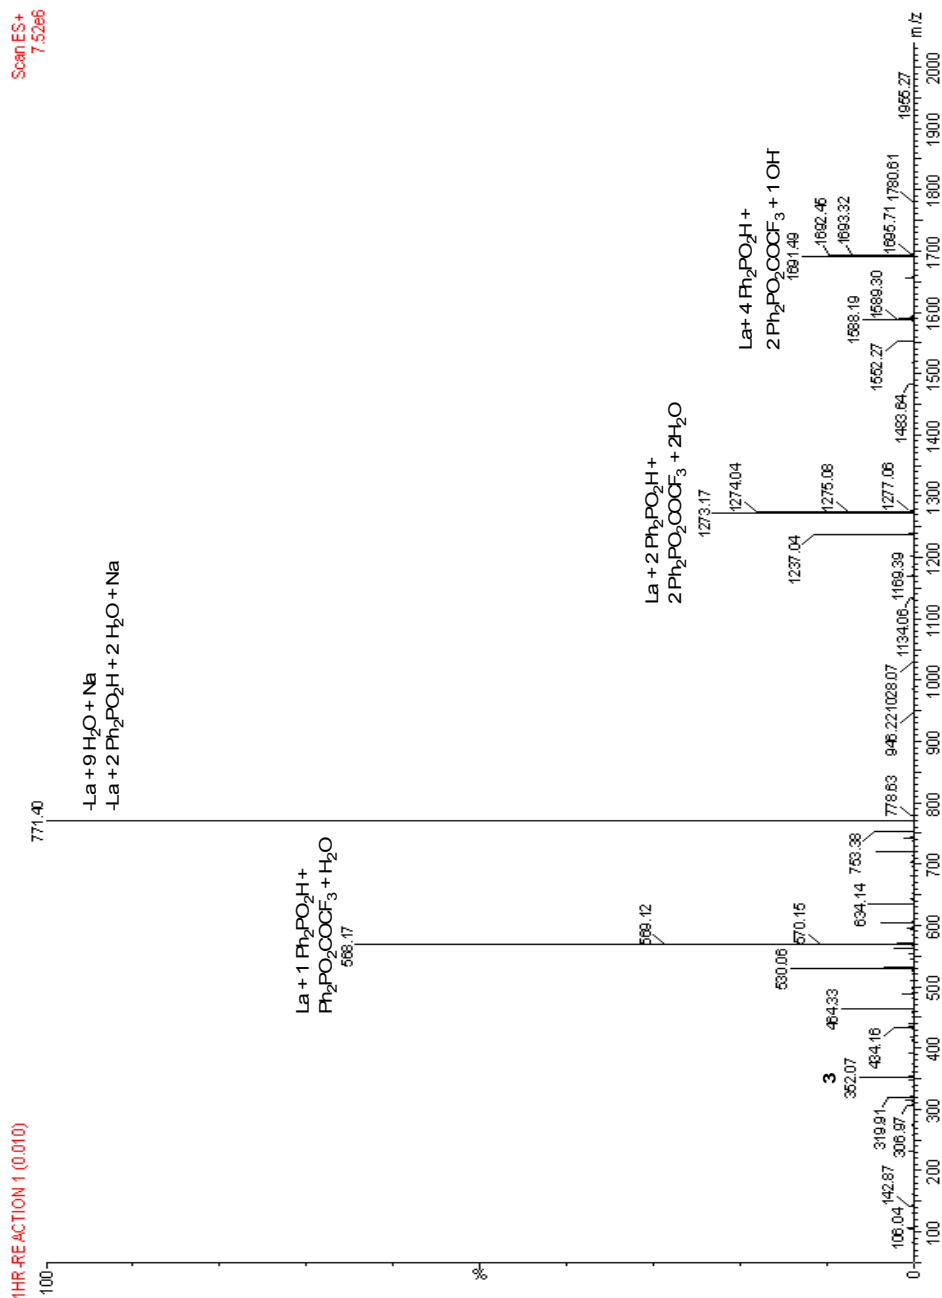 1HR-REACTION 1 (0.010)
Scan ES+
7.52e6
100
%
0
771.40
-La + 9 H2O + Na
-La + 2 Ph2PO2H + 2 H2O + Na
La + 1 Ph2PO2H +
Ph2PO2COCF3 + H2O
568.17
569.12
570.15
La + 2 Ph2PO2H +
2 Ph2PO2COCF3 + 2H2O
1273.17
1274.04
1275.08
1277.06
1237.04
La + 4 Ph2PO2H +
2 Ph2PO2COCF3 + 1 OH
1691.49
1692.45
1693.32
1695.71
1780.61
1955.27
106.04
142.87
306.97
319.91
3
352.07
434.16
464.33
530.06
634.14
753.38
778.63
946.22
1028.07
1134.06
1169.39
1483.64
1552.27
1588.19
1589.30
100 200 300 400 500 600 700 800 900 1000 1100 1200 1300 1400 1500 1600 1700 1800 1900 2000
m/z